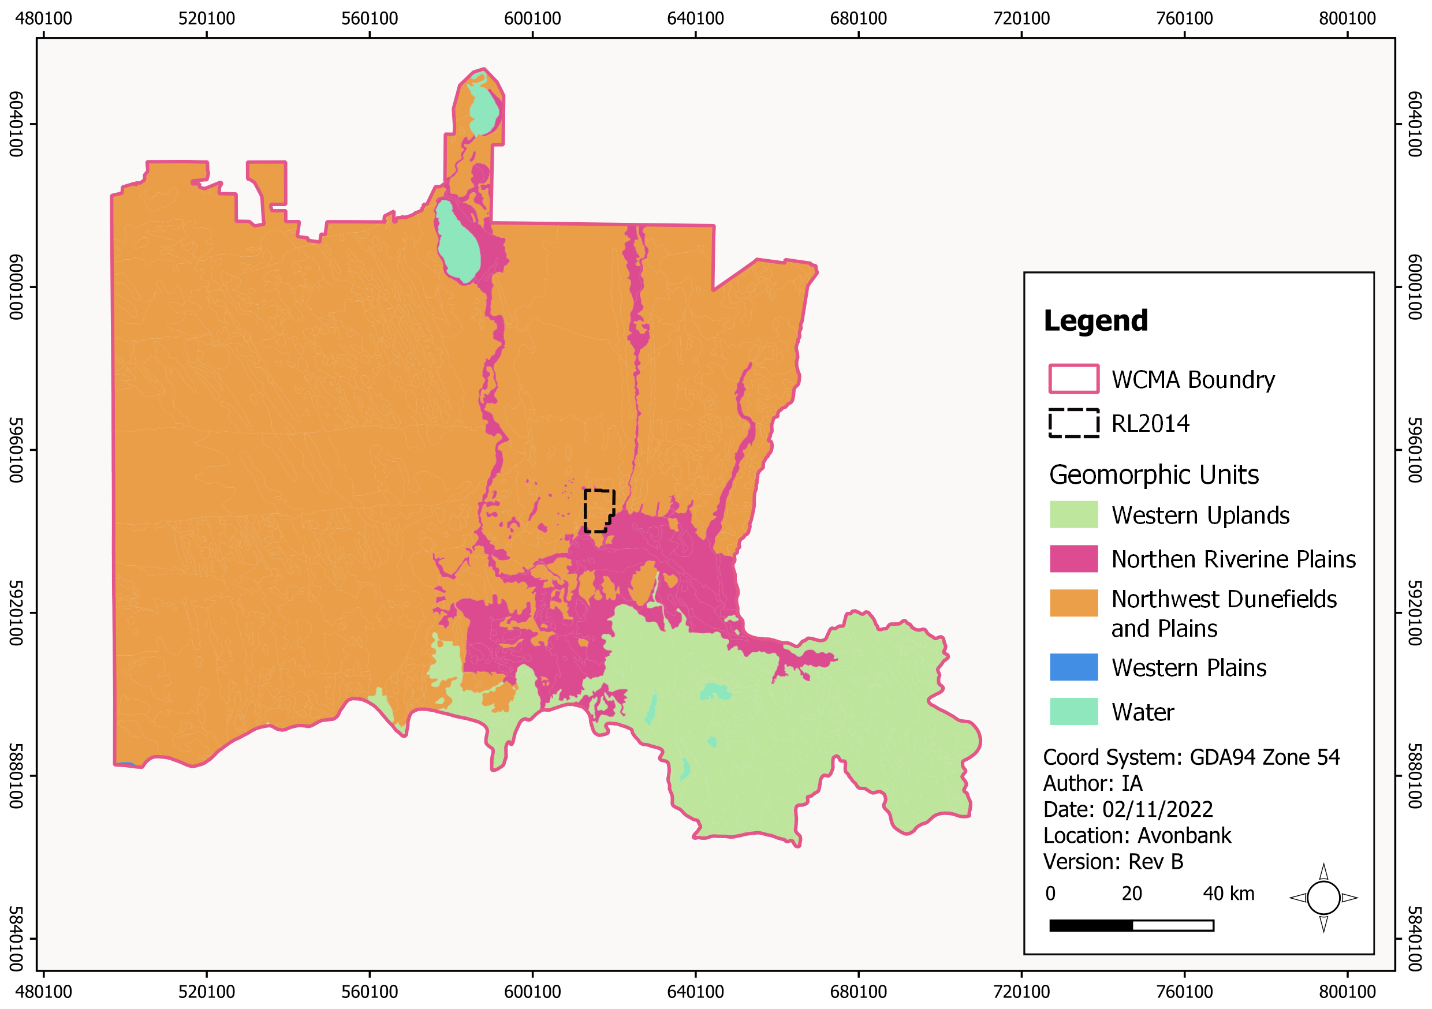 480100 520100 560100 600100 640100 680100 720100 760100 800100
6040100 6040100
6000100 6000100
5960100 5960100
5920100 5920100
5880100 5880100
5840100 5840100
Legend
WCMA Boundry
RL2014
Geomorphic Units
Western Uplands
Northen Riverine Plains
Northwest Dunefields
and Plains
Western Plains
Water
Coord System: GDA94 Zone 54
Author: IA
Date: 02/11/2022
Location: Avonbank
Version: Rev B
0 20 40 km
480100 520100 560100 600100 640100 680100 720100 760100 800100